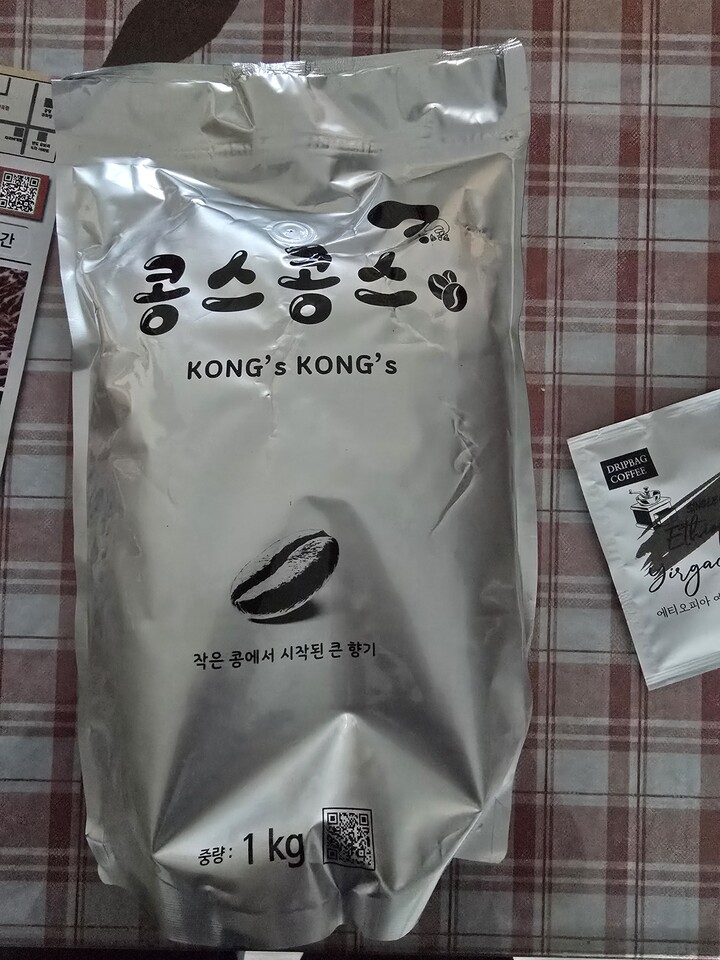 콩스콩스
KONG's KONG's
작은 콩에서 시작된 큰 향기
중량: 1 kg
간
DRIPBAG
COFFEE
에티오피아